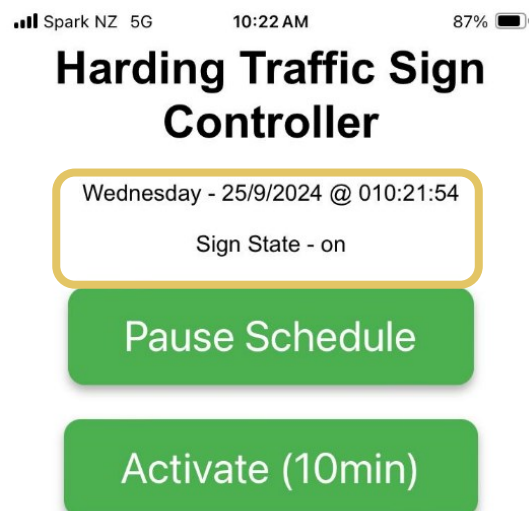 Spark NZ 5G 10:22 AM 87%
Harding Traffic Sign
Controller
Wednesday - 25/9/2024 @ 010:21:54
Sign State - on
Pause Schedule
Activate (10min)